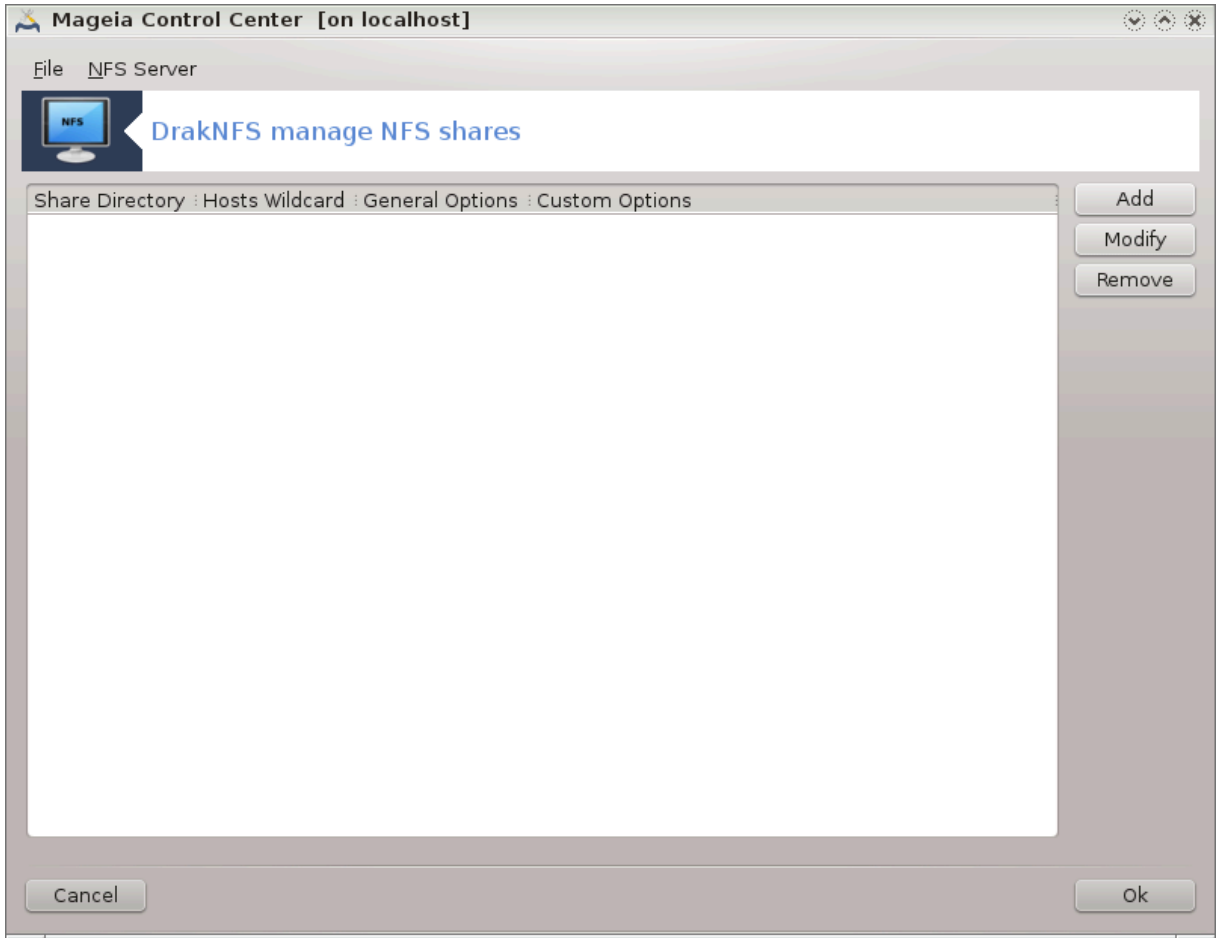 Mageia Control Center [on localhost]
File NFS Server
NFS
DrakNFS manage NFS shares
Share Directory Hosts Wildcard General Options Custom Options
Add
Modify
Remove
Cancel Ok